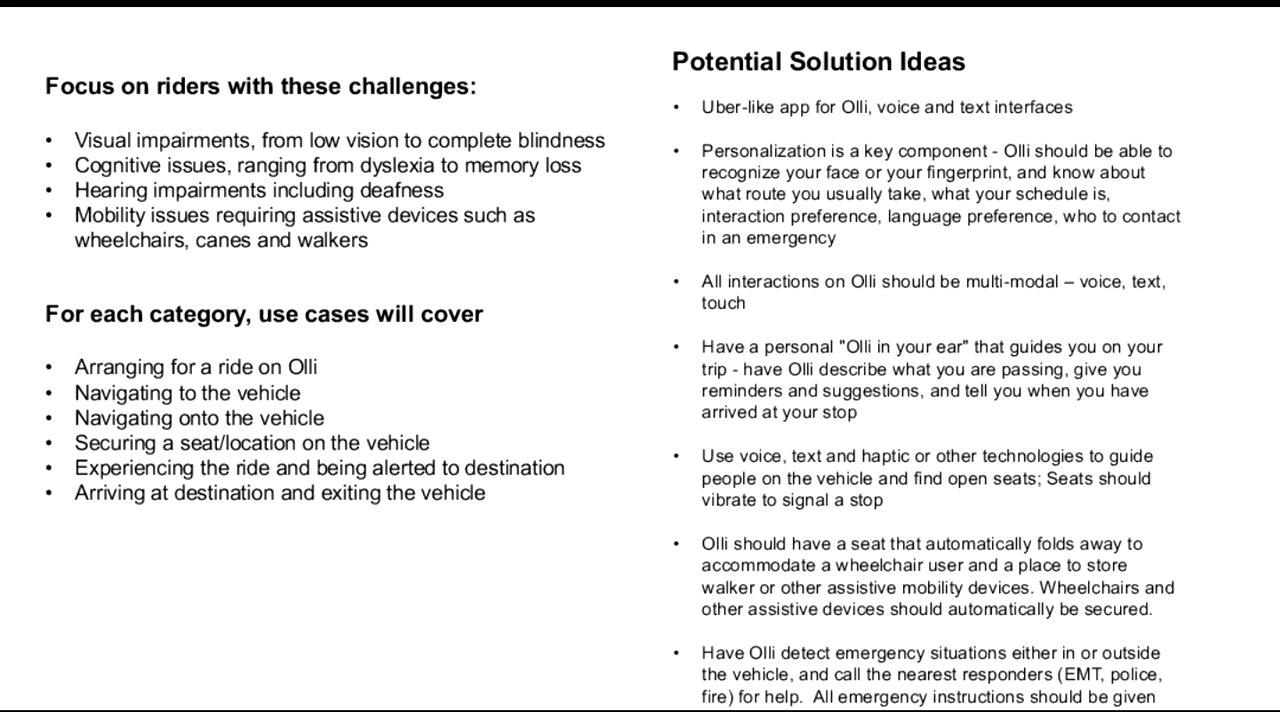 Focus on riders with these challenges:
• Visual impairments, from low vision to complete blindness
• Cognitive issues, ranging from dyslexia to memory loss
• Hearing impairments including deafness
• Mobility issues requiring assistive devices such as
wheelchairs, canes and walkers
For each category, use cases will cover
• Arranging for a ride on Olli
• Navigating to the vehicle
• Navigating onto the vehicle
• Securing a seat/location on the vehicle
• Experiencing the ride and being alerted to destination
• Arriving at destination and exiting the vehicle
Potential Solution Ideas
• Uber-like app for Olli, voice and text interfaces
• Personalization is a key component - Olli should be able to
recognize your face or your fingerprint, and know about
what route you usually take, what your schedule is,
interaction preference, language preference, who to contact
in an emergency
• All interactions on Olli should be multi-modal – voice, text,
touch
• Have a personal "Olli in your ear" that guides you on your
trip - have Olli describe what you are passing, give you
reminders and suggestions, and tell you when you have
arrived at your stop
• Use voice, text and haptic or other technologies to guide
people on the vehicle and find open seats; Seats should
vibrate to signal a stop
• Olli should have a seat that automatically folds away to
accommodate a wheelchair user and a place to store
walker or other assistive mobility devices. Wheelchairs and
other assistive devices should automatically be secured.
• Have Olli detect emergency situations either in or outside
the vehicle, and call the nearest responders (EMT, police,
fire) for help.  All emergency instructions should be given